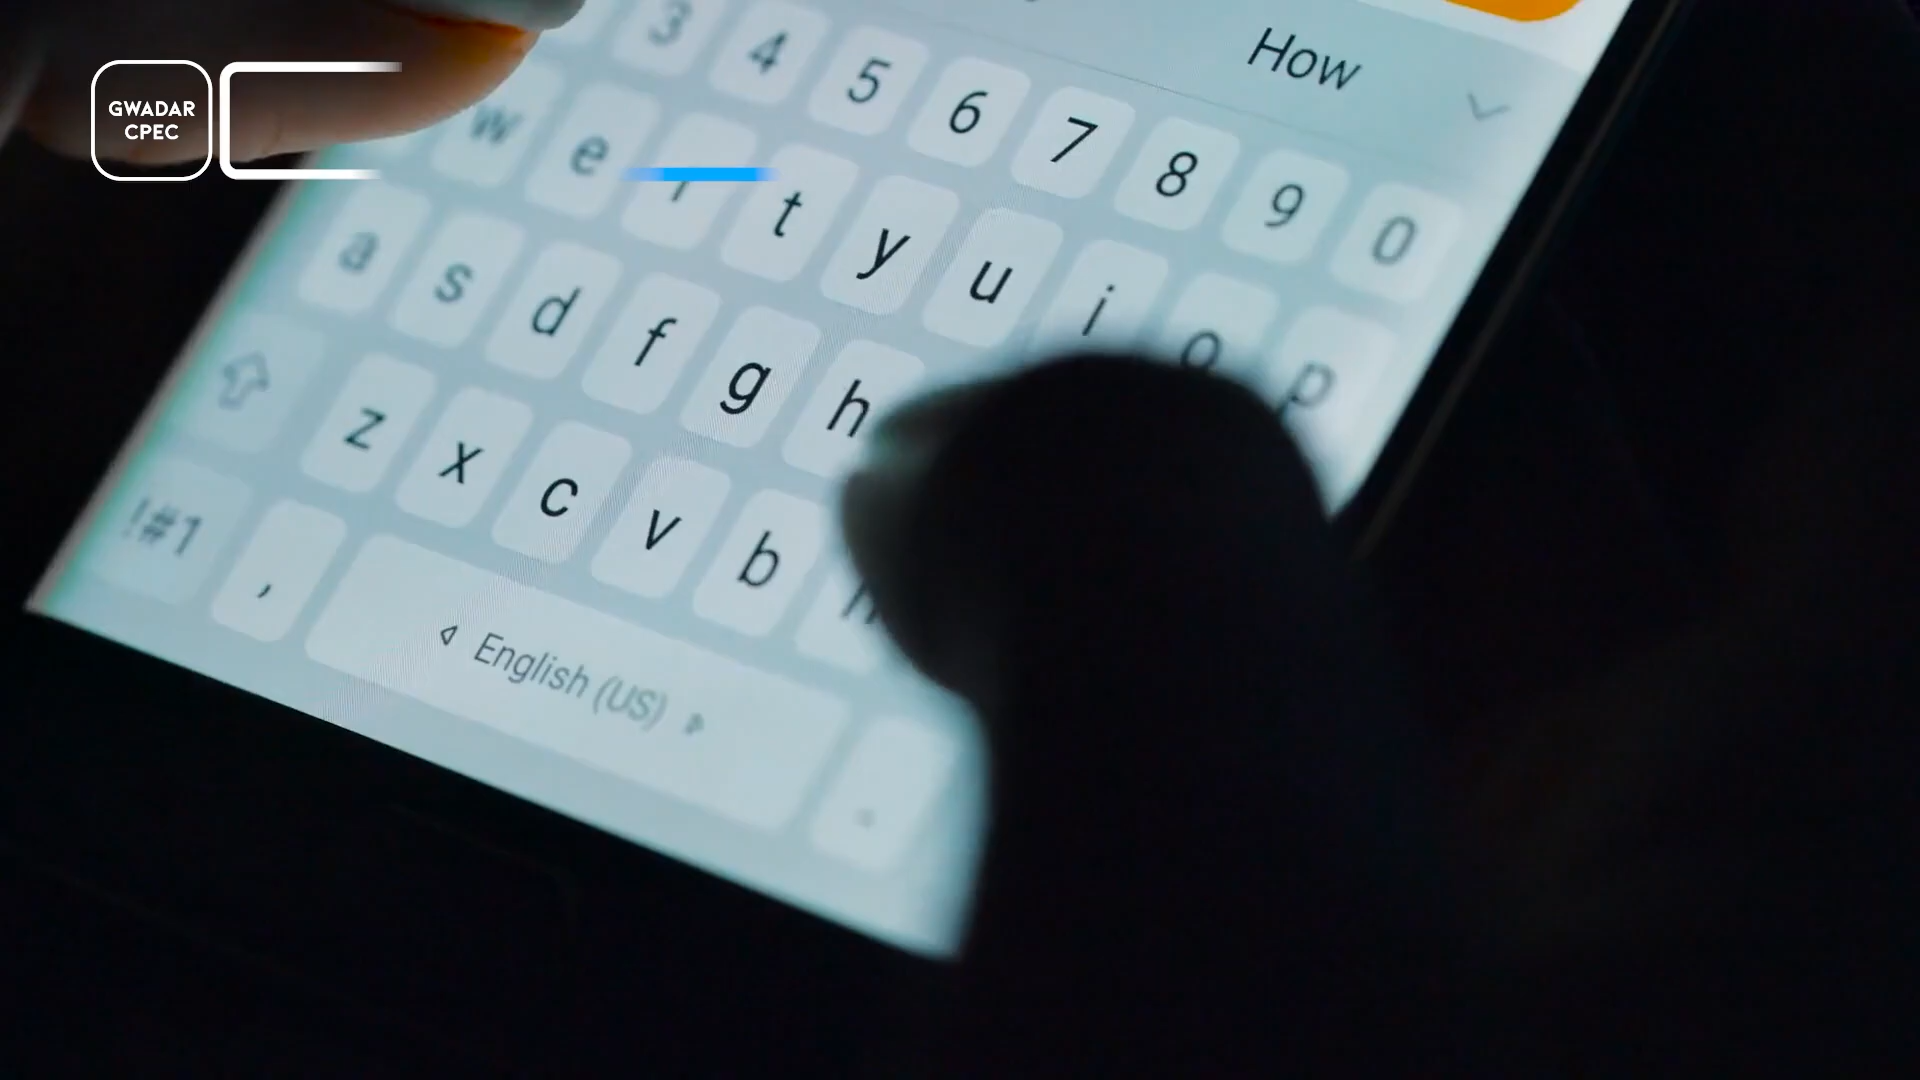 GWADAR
CPEC
How
3 4 5 6 7 8 9 0
w e r t y u i o p
a s d f g h
z x c v b n
!#1 , English (US) .